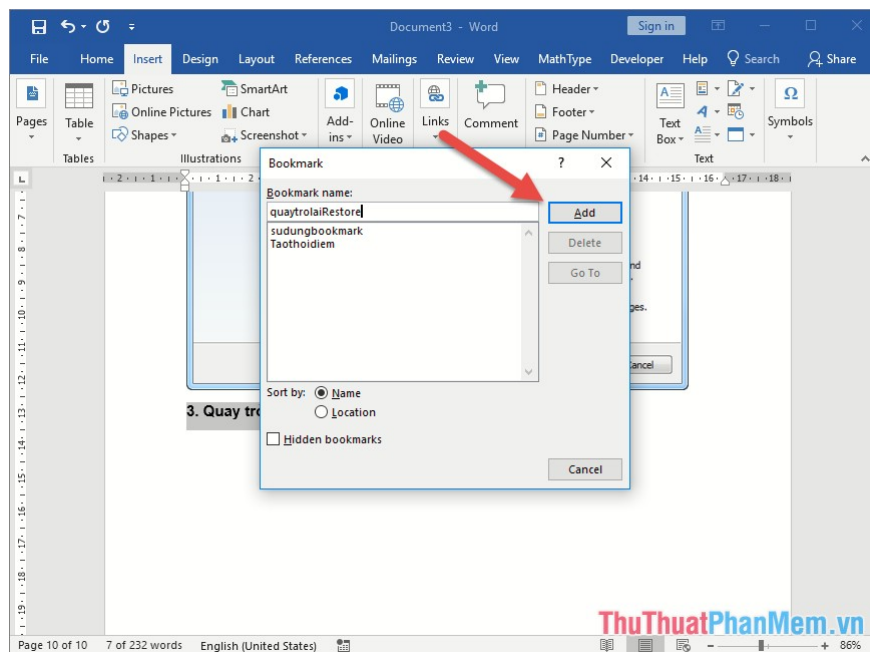 Document3 - Word
Sign in
File Home Insert Design Layout References Mailings Review View MathType Developer Help Search Share
Pages
Table
Pictures
Online Pictures
Shapes
SmartArt
Chart
Screenshot
Add-
ins
Online
Video
Links
Comment
Header
Footer
Page Number
Text
Box
Symbols
Tables Illustrations Text
Bookmark ? ×
Bookmark name:
quaytrolaiRestore
Add
sudungbookmark
Taothoidiem
Delete
Go To
ges.
Sort by: Name
Location
Hidden bookmarks
Cancel
3. Quay tr
ThuThuatPhanMem.vn
Page 10 of 10 7 of 232 words English (United States) 86%